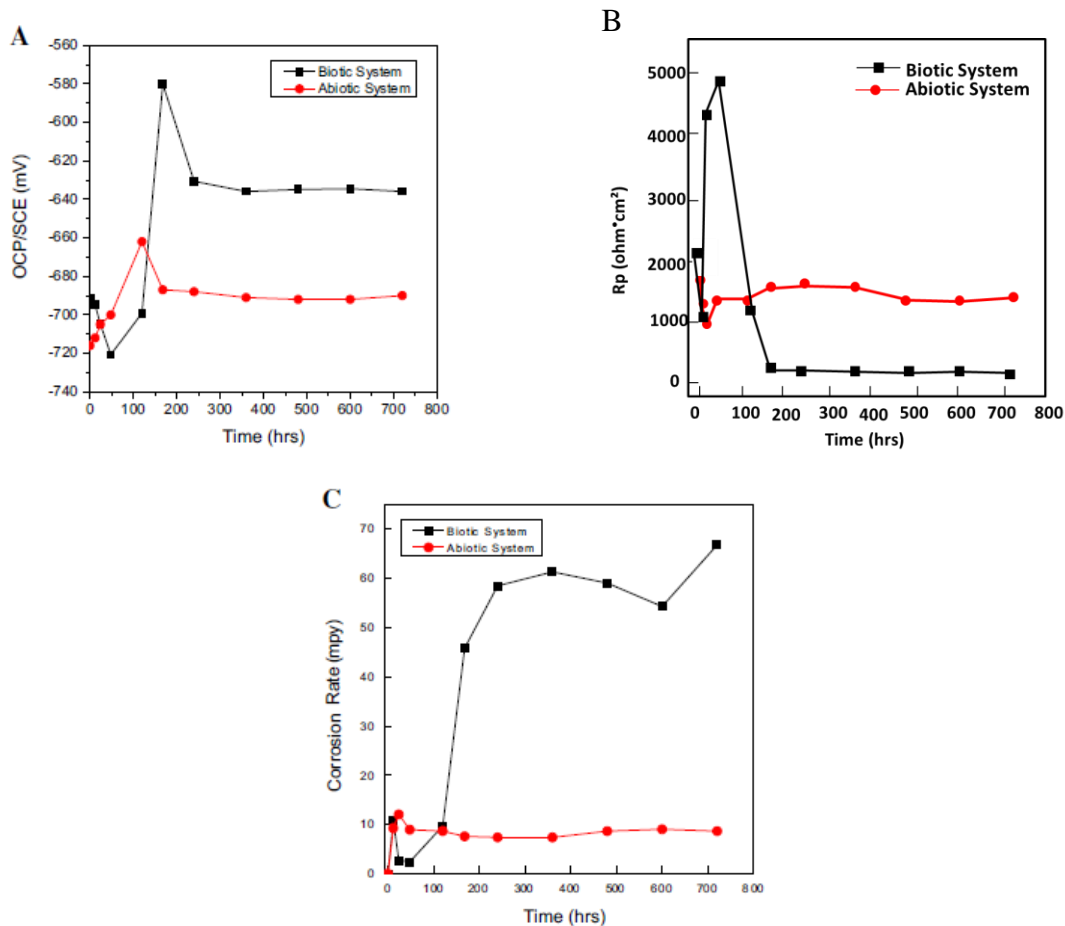 A
OCP/SCE (mV)
-560
-580
-600
-620
-640
-660
-680
-700
-720
-740
Biotic System
Abiotic System
0 100 200 300 400 500 600 700 800
Time (hrs)
B
Rp (ohm•cm²)
5000
4000
3000
2000
1000
0
Biotic System
Abiotic System
0 100 200 300 400 500 600 700 800
Time (hrs)
C
Corrosion Rate (mpy)
70
60
50
40
30
20
10
0
Biotic System
Abiotic System
0 100 200 300 400 500 600 700 800
Time (hrs)